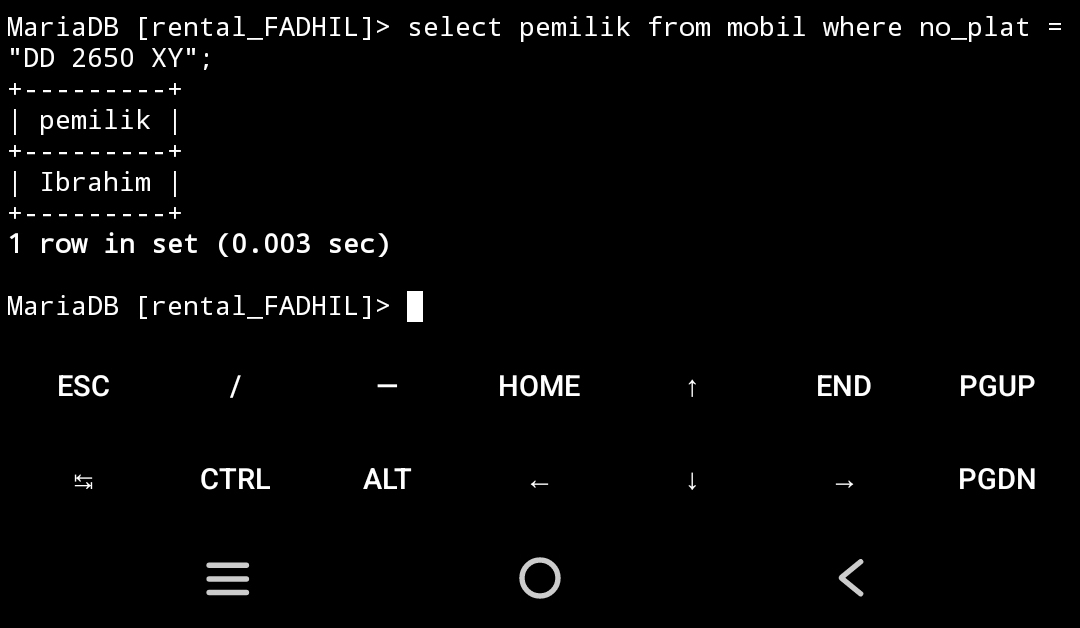 MariaDB [rental_FADHIL]> select pemilik from mobil where no_plat =
"DD 2650 XY";
+---------+
| pemilik |
+---------+
| Ibrahim |
+---------+
1 row in set (0.003 sec)
MariaDB [rental_FADHIL]>
ESC / — HOME ↑ END PGUP
↹ CTRL ALT ← ↓ → PGDN